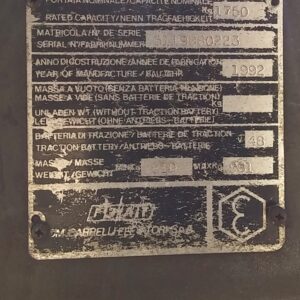 PORTATA NOMINALE/CAPACITE NOMINALE
RATED CAPACITY/NENN TRAGFAEHIGKEIT Kg 1750
MATRICOLA/N° DE SERIE
SERIAL N°/FABRIKNUMMER
ANNO DI COSTRUZIONE/ANNEE DE FABRICATION
YEAR OF MANUFACTURE/BAUJAHR 1992
MASSA A VUOTO (SENZA BATTERIA TRAZIONE)
MASSE A VIDE (SANS BATTERIE DE TRACTION)
UNLADEN WT (WITHOUT TRACTION BATTERY)
LEERGEWICHT (OHNE ANTRIEBS-BATTERIE)
BATTERIA DI TRAZIONE/BATTERIE DE TRACTION
TRACTION BATTERY/ANTRIEBS-BATTERIE V 48
MASSA/MASSE
WEIGHT/GEWICHT MIN Kg MAX Kg